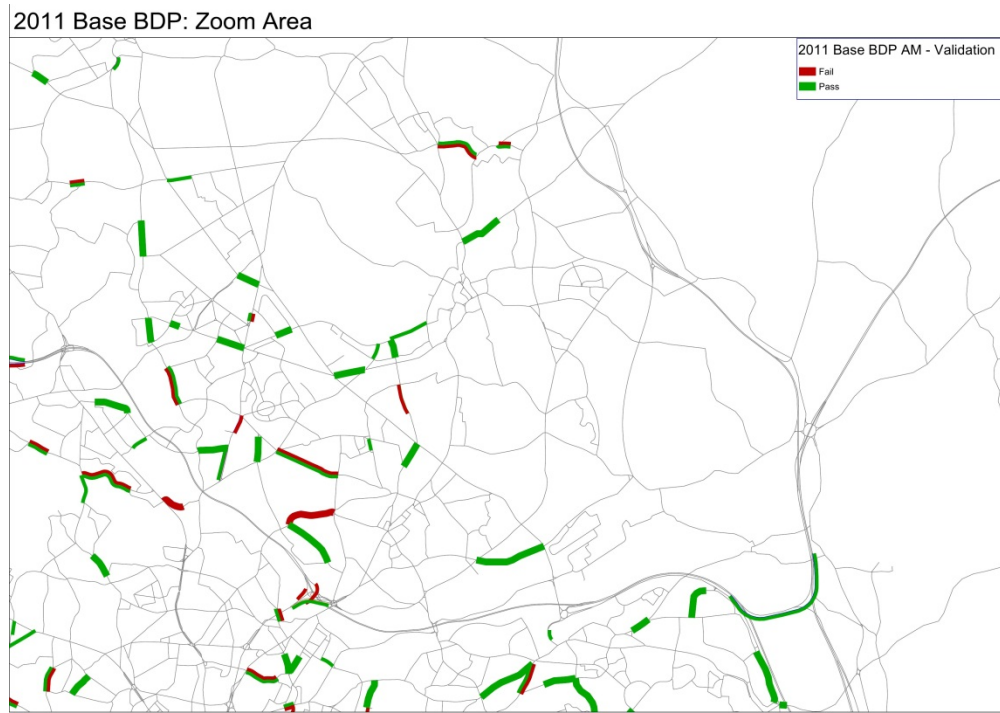 2011 Base BDP: Zoom Area
2011 Base BDP AM - Validation
Fail
Pass